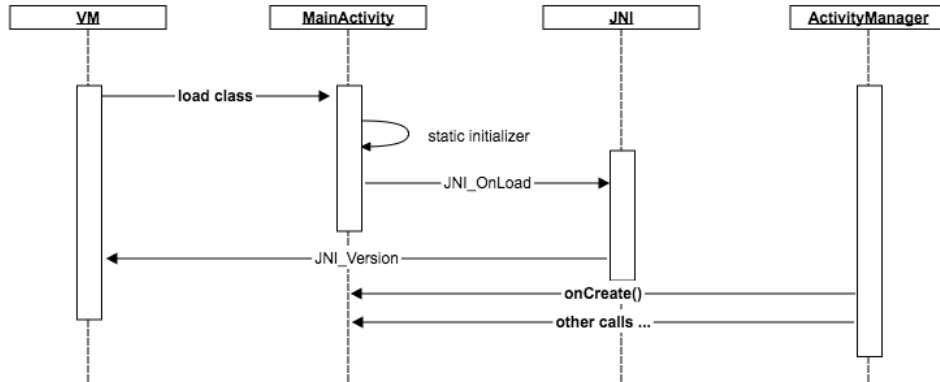 VM
MainActivity
JNI
ActivityManager
load class
static initializer
JNI_OnLoad
JNI_Version
onCreate()
other calls ...